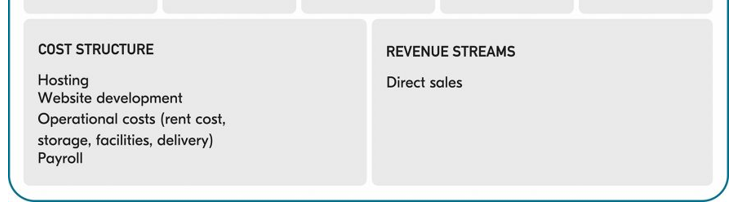 COST STRUCTURE
Hosting
Website development
Operational costs (rent cost,
storage, facilities, delivery)
Payroll
REVENUE STREAMS
Direct sales